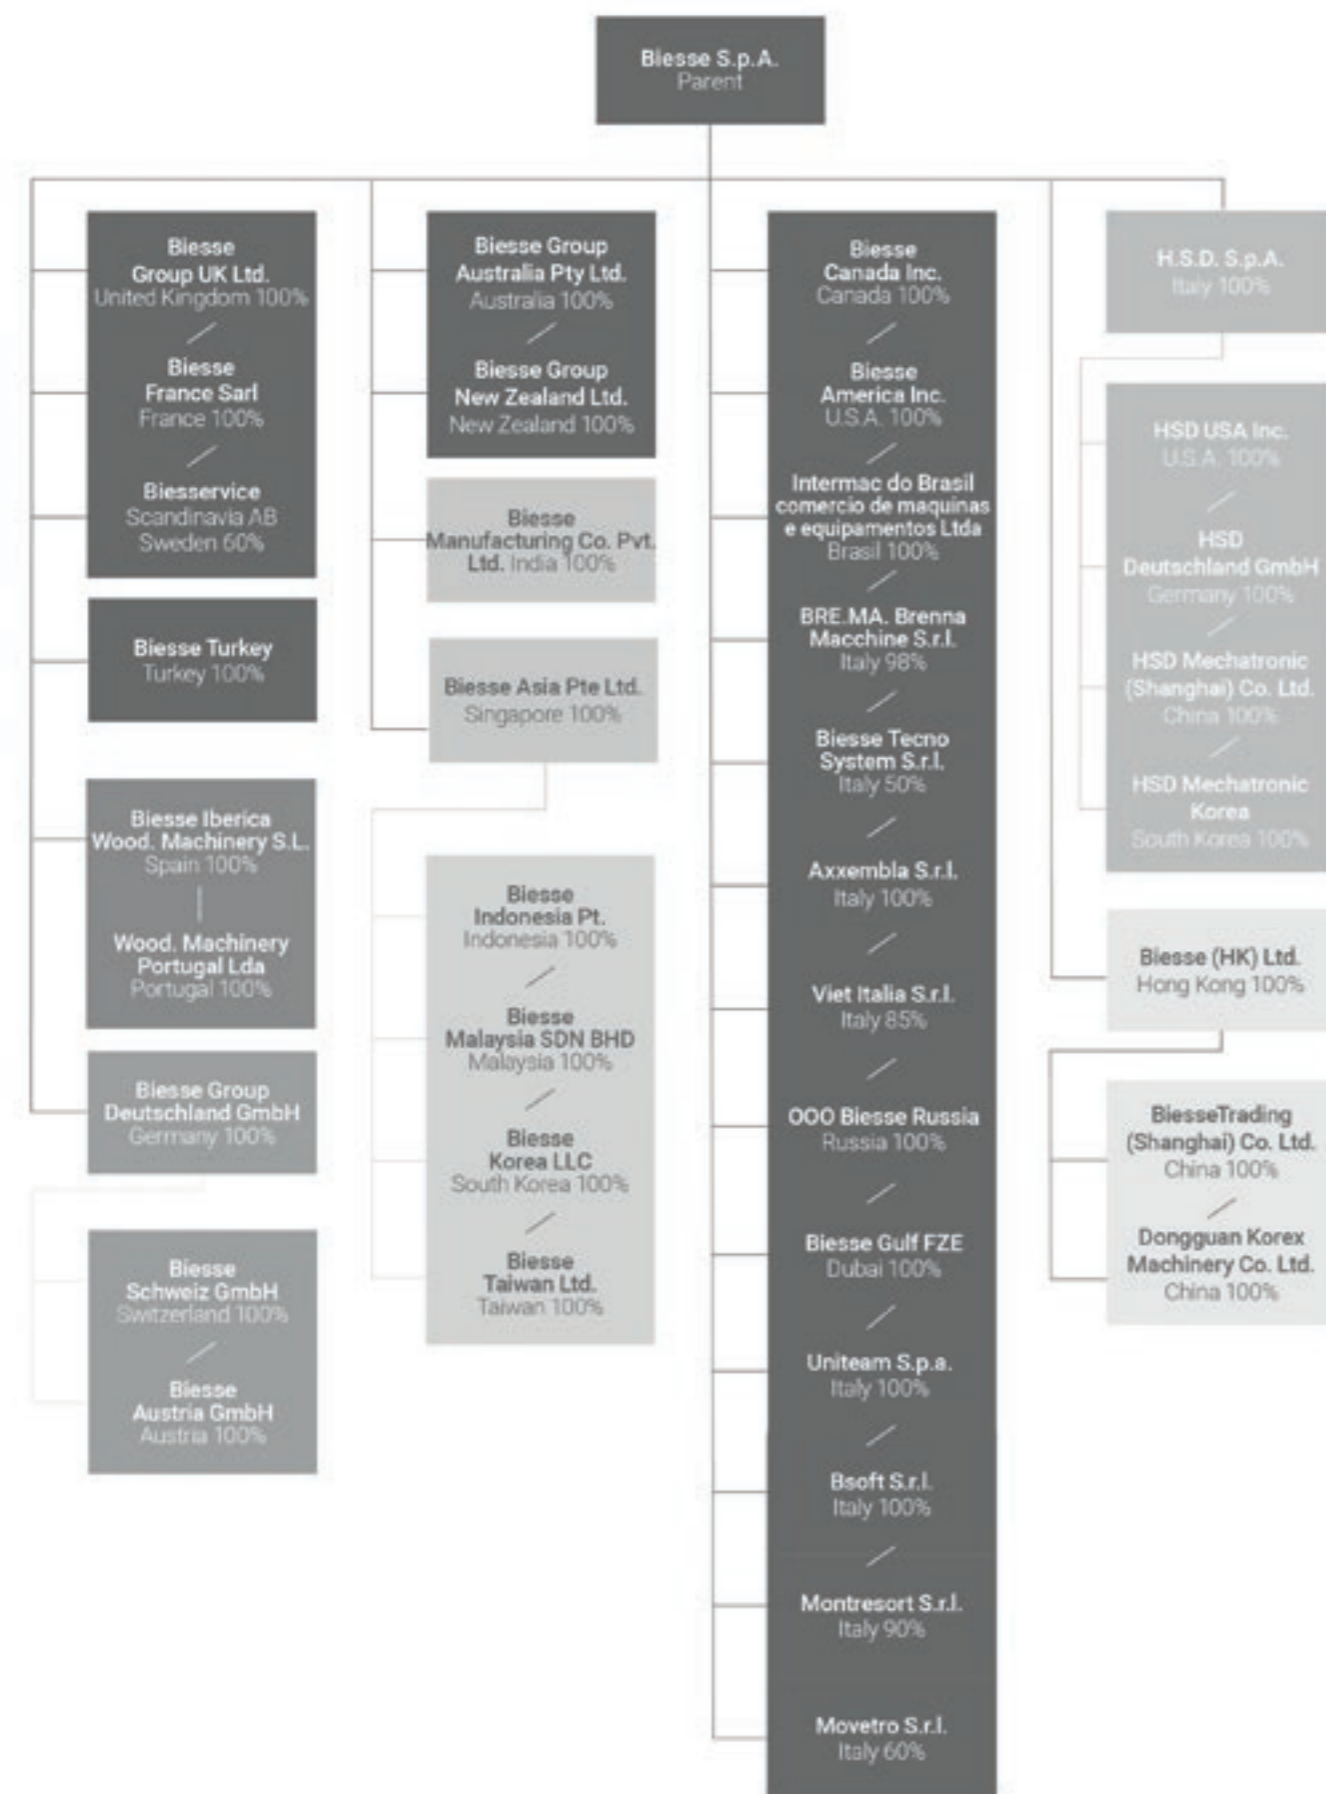 Biesse S.p.A.
Parent
Biesse
Group UK Ltd.
United Kingdom 100%
Biesse
France Sarl
France 100%
Biesservice
Scandinavia AB
Sweden 60%
Biesse Turkey
Turkey 100%
Biesse Iberica
Wood. Machinery S.L.
Spain 100%
Wood. Machinery
Portugal Lda
Portugal 100%
Biesse Group
Deutschland GmbH
Germany 100%
Biesse
Schweiz GmbH
Switzerland 100%
Biesse
Austria GmbH
Austria 100%
Biesse Group
Australia Pty Ltd.
Australia 100%
Biesse Group
New Zealand Ltd.
New Zealand 100%
Biesse
Manufacturing Co. Pvt.
Ltd. India 100%
Biesse Asia Pte Ltd.
Singapore 100%
Biesse
Indonesia Pt.
Indonesia 100%
Biesse
Malaysia SDN BHD
Malaysia 100%
Biesse
Korea LLC
South Korea 100%
Biesse
Taiwan Ltd.
Taiwan 100%
Biesse
Canada Inc.
Canada 100%
Biesse
America Inc.
U.S.A. 100%
Intermac do Brasil
comercio de maquinas
e equipamentos Ltda
Brasil 100%
BRE.MA. Brenna
Macchine S.r.l.
Italy 98%
Biesse Tecno
System S.r.l.
Italy 50%
Axxembla S.r.l.
Italy 100%
Viet Italia S.r.l.
Italy 85%
OOO Biesse Russia
Russia 100%
Biesse Gulf FZE
Dubai 100%
Uniteam S.p.a.
Italy 100%
Bsoft S.r.l.
Italy 100%
Montresort S.r.l.
Italy 90%
Movetro S.r.l.
Italy 60%
H.S.D. S.p.A.
Italy 100%
HSD USA Inc.
U.S.A. 100%
HSD
Deutschland GmbH
Germany 100%
HSD Mechatronic
(Shanghai) Co. Ltd.
China 100%
HSD Mechatronic
Korea
South Korea 100%
Biesse (HK) Ltd.
Hong Kong 100%
BiesseTrading
(Shanghai) Co. Ltd.
China 100%
Dongguan Korex
Machinery Co. Ltd.
China 100%